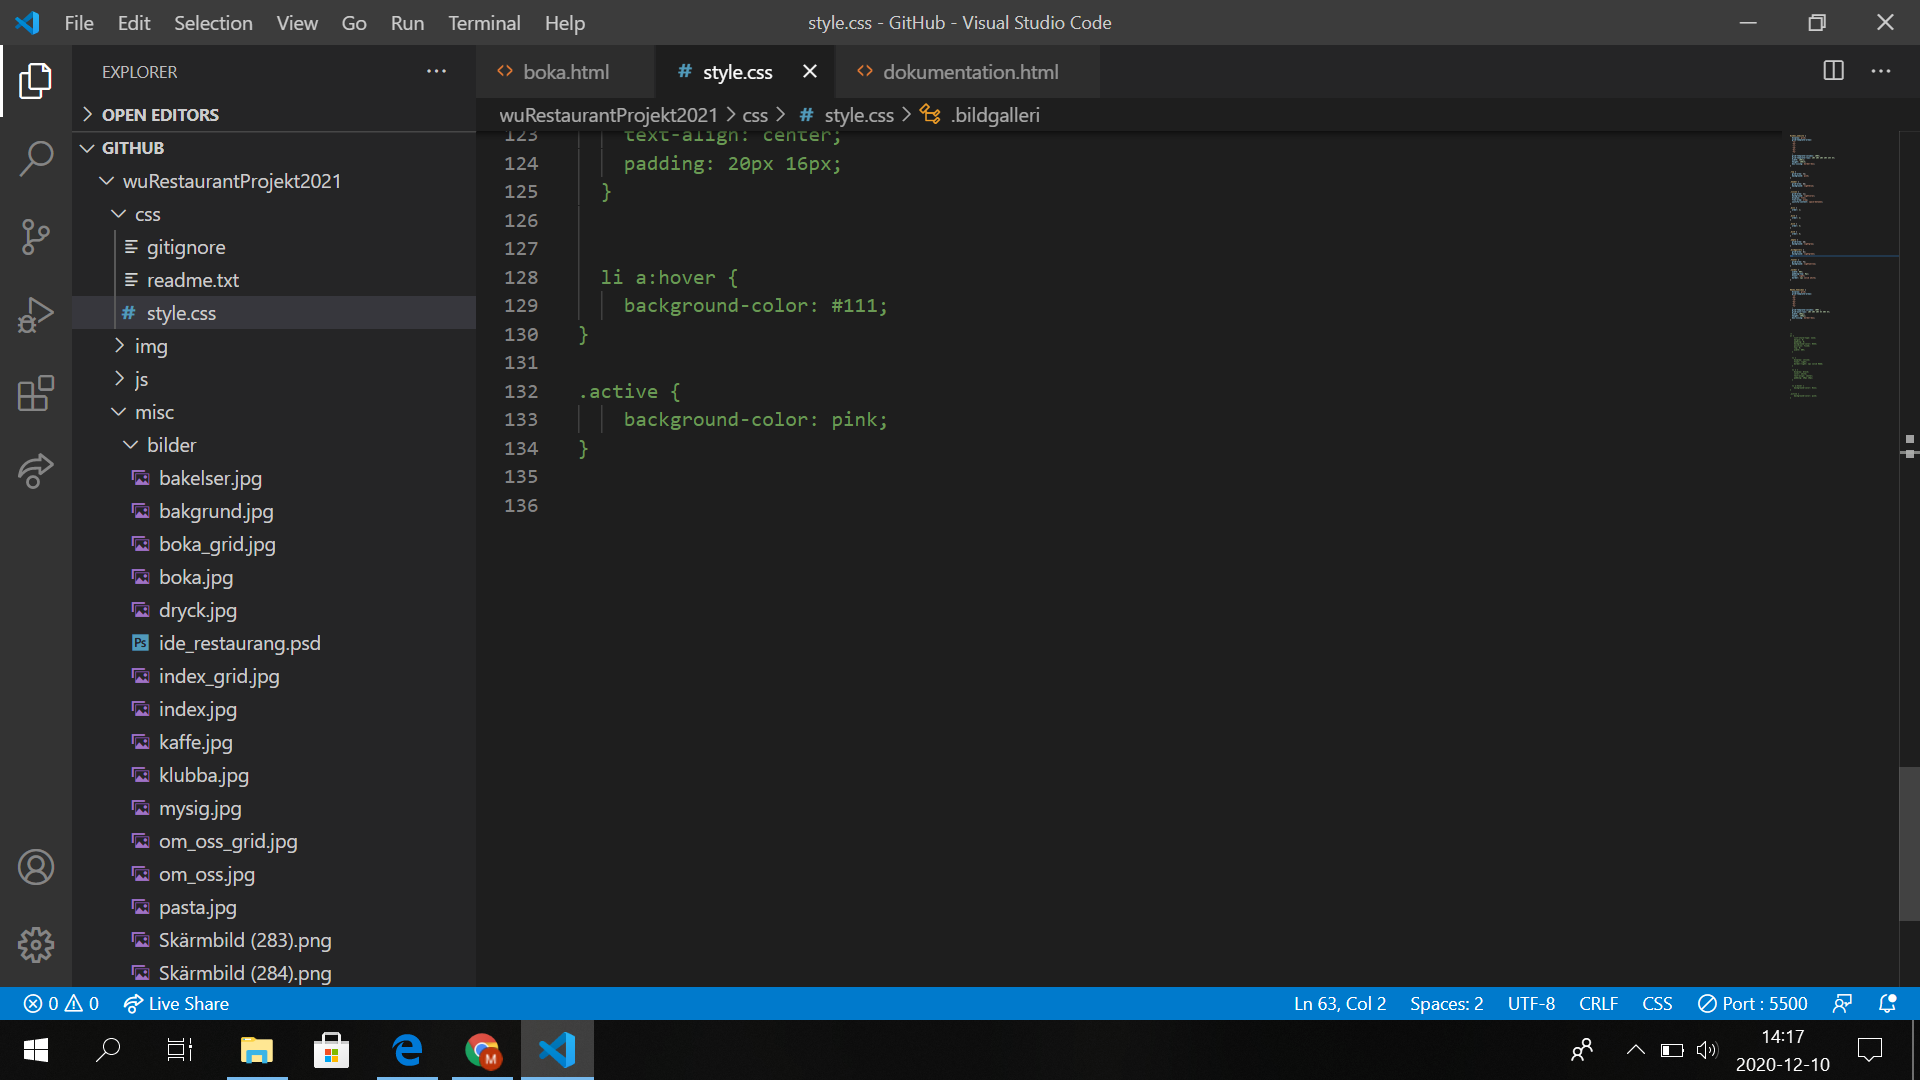 File Edit Selection View Go Run Terminal Help
style.css - GitHub - Visual Studio Code
EXPLORER
OPEN EDITORS
GITHUB
wuRestaurantProjekt2021
css
gitignore
readme.txt
# style.css
img
js
misc
bilder
bakelser.jpg
bakgrund.jpg
boka_grid.jpg
boka.jpg
dryck.jpg
Ps ide_restaurang.psd
index_grid.jpg
index.jpg
kaffe.jpg
klubba.jpg
mysig.jpg
om_oss_grid.jpg
om_oss.jpg
pasta.jpg
Skärmbild (283).png
Skärmbild (284).png
<> boka.html # style.css <> dokumentation.html
wuRestaurantProjekt2021 > css > # style.css > .bildgalleri
123 text-align: center;
124 padding: 20px 16px;
125 }
126
127
128 li a:hover {
129 background-color: #111;
130 }
131
132 .active {
133 background-color: pink;
134 }
135
136
0 0 Live Share
Ln 63, Col 2 Spaces: 2 UTF-8 CRLF CSS Port : 5500
M
14:17
2020-12-10